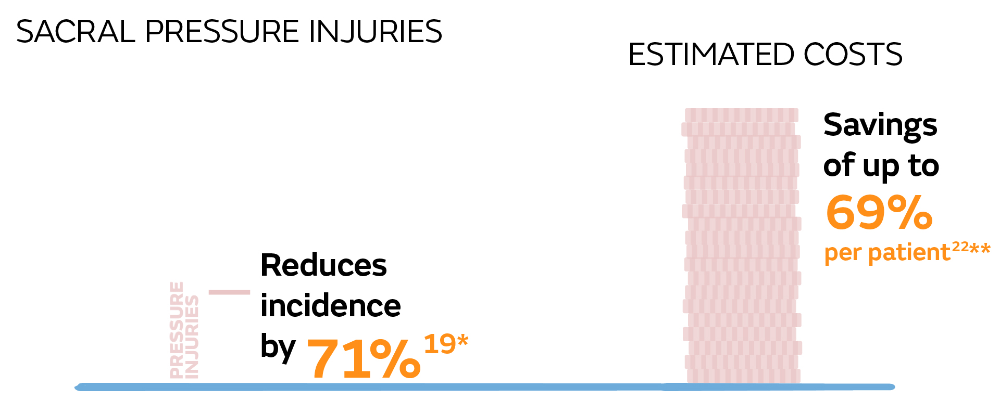 SACRAL PRESSURE INJURIES
ESTIMATED COSTS
PRESSURE
INJURIES
Reduces
incidence
by 71%19*
Savings
of up to
69%
per patient22**